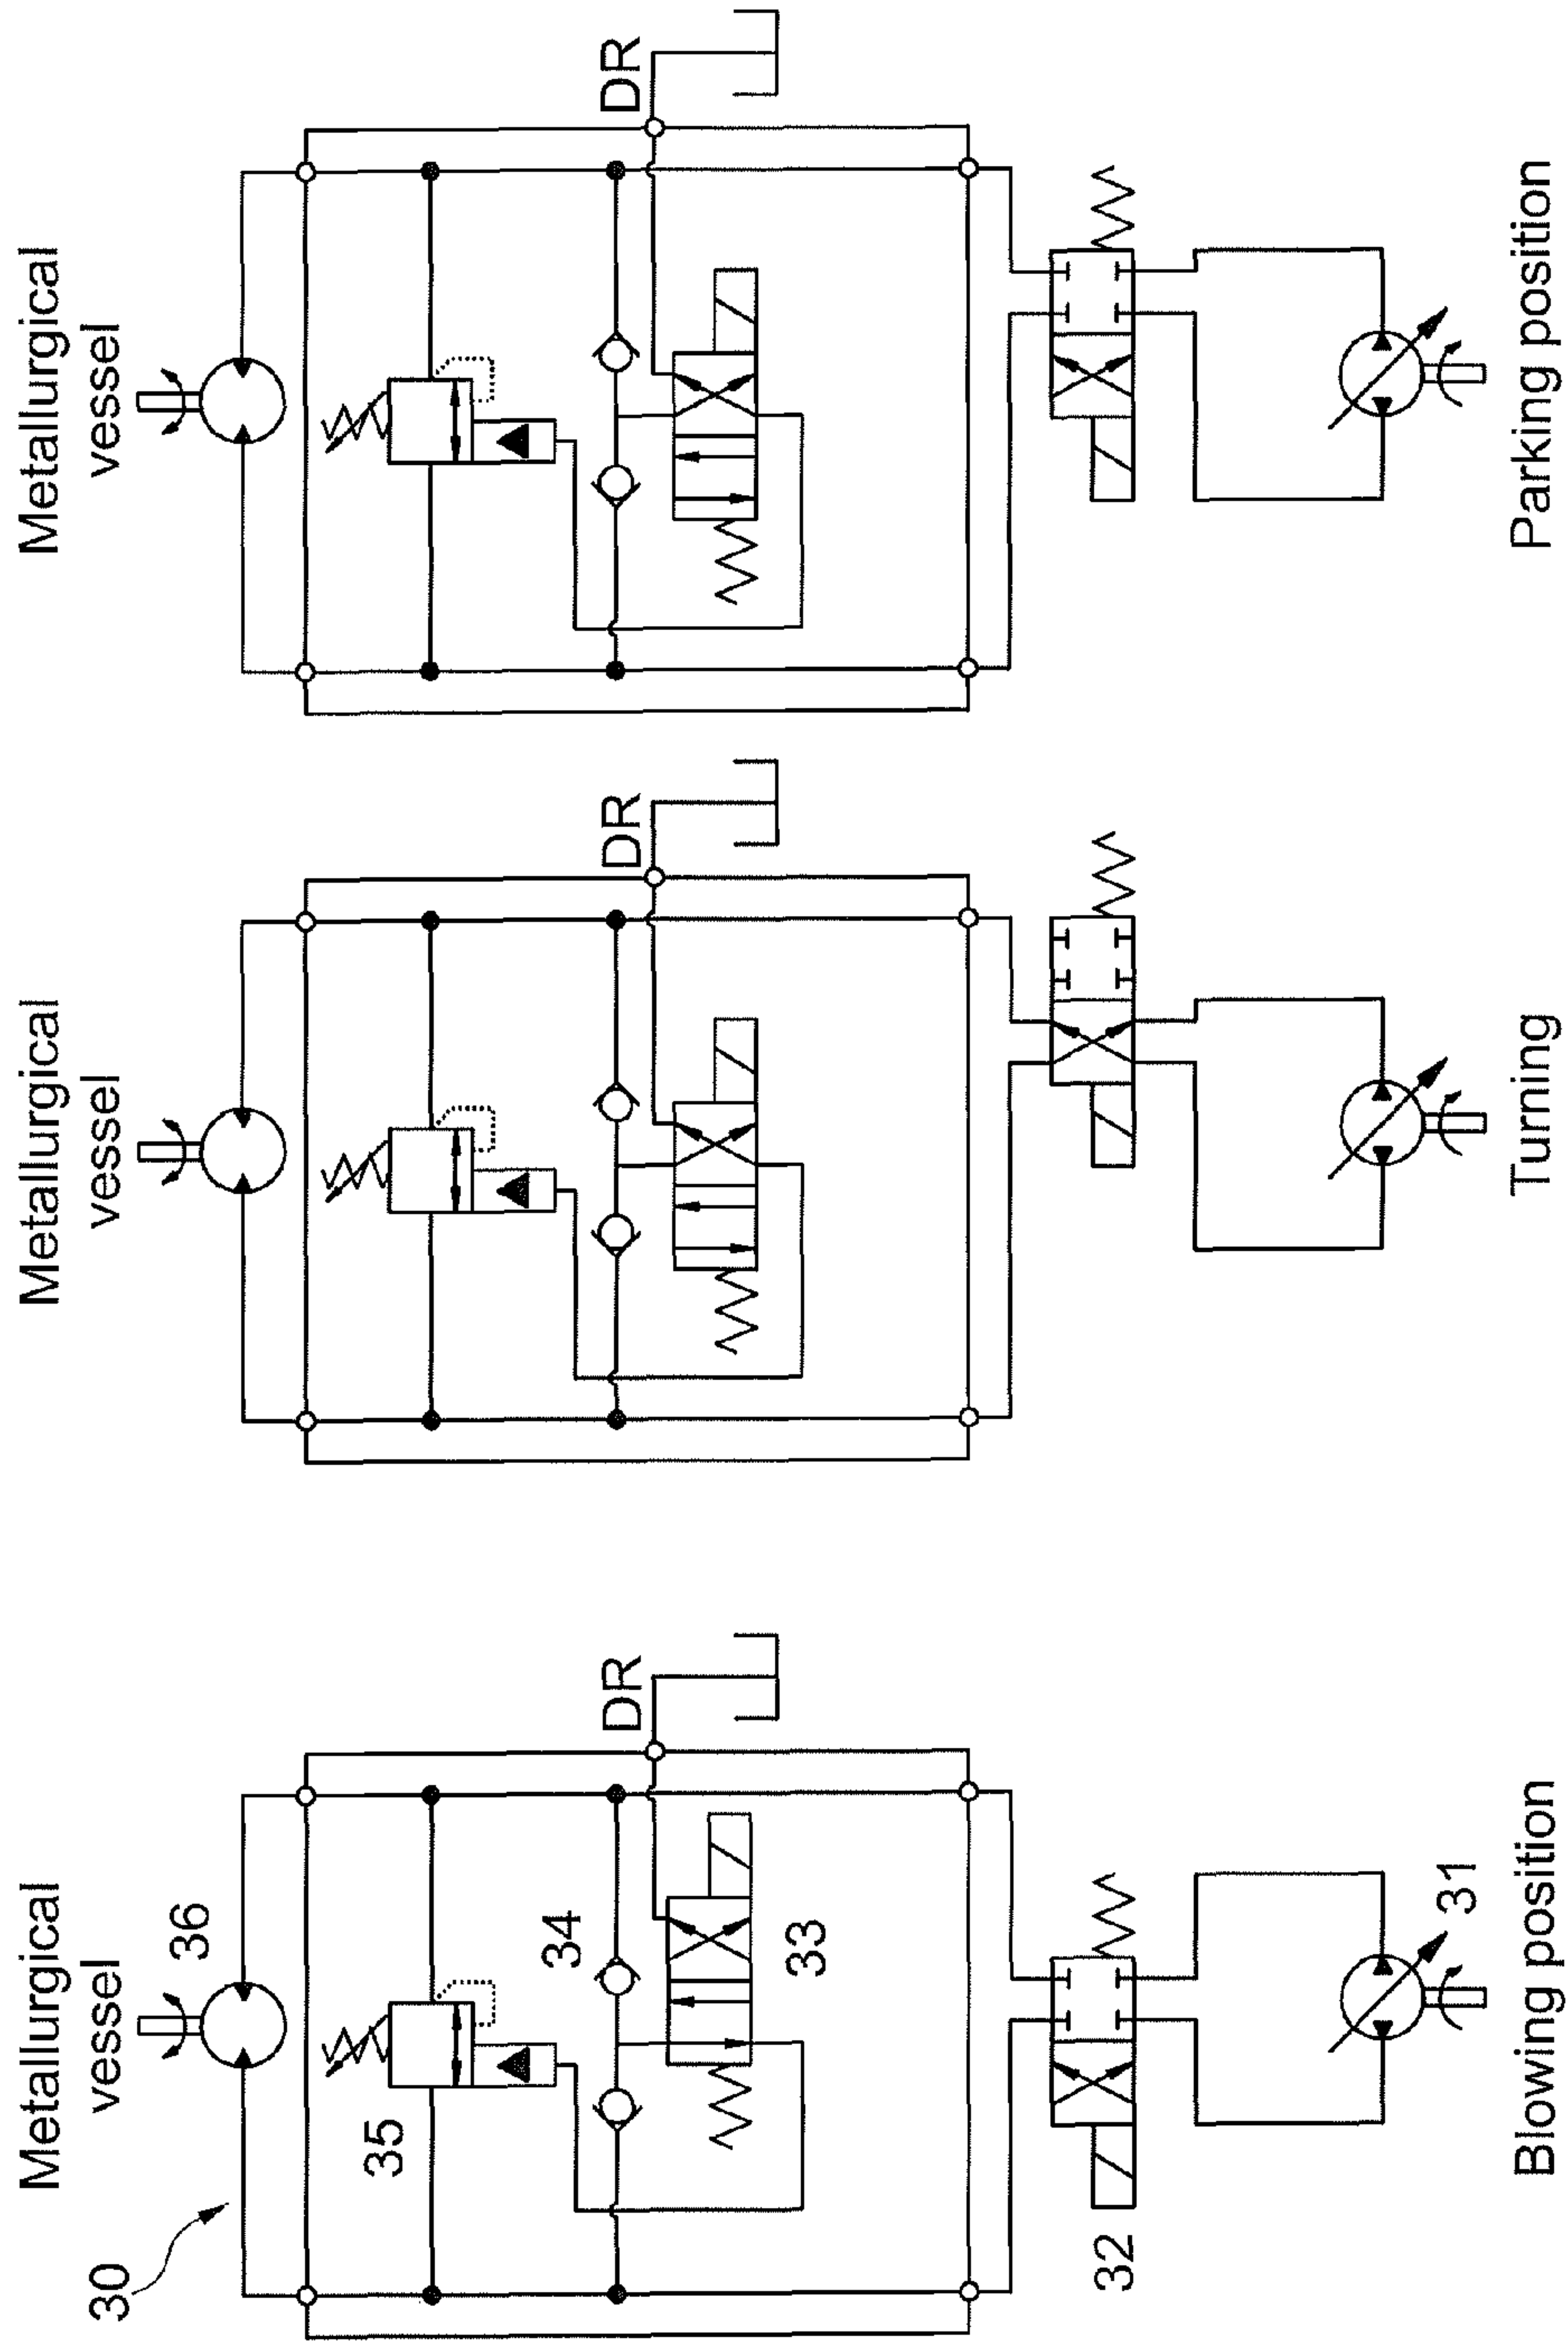 Metallurgical
vessel
30
36
35
34
DR
33
32
31
Blowing position
Metallurgical
vessel
DR
Turning
Metallurgical
vessel
DR
Parking position